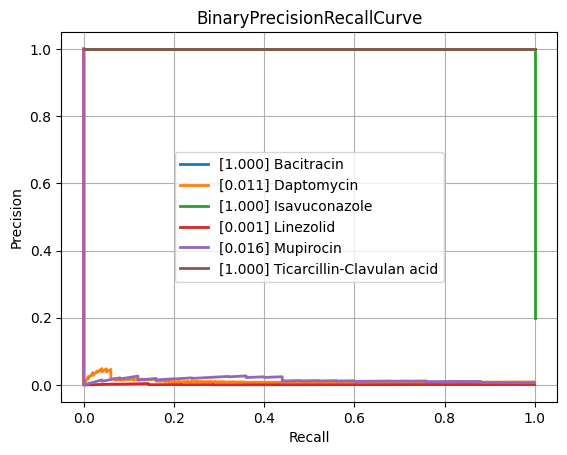 BinaryPrecisionRecallCurve
1.0
0.8
0.6
0.4
0.2
0.0
Precision
[1.000] Bacitracin
[0.011] Daptomycin
[1.000] Isavuconazole
[0.001] Linezolid
[0.016] Mupirocin
[1.000] Ticarcillin-Clavulan acid
0.0 0.2 0.4 0.6 0.8 1.0
Recall